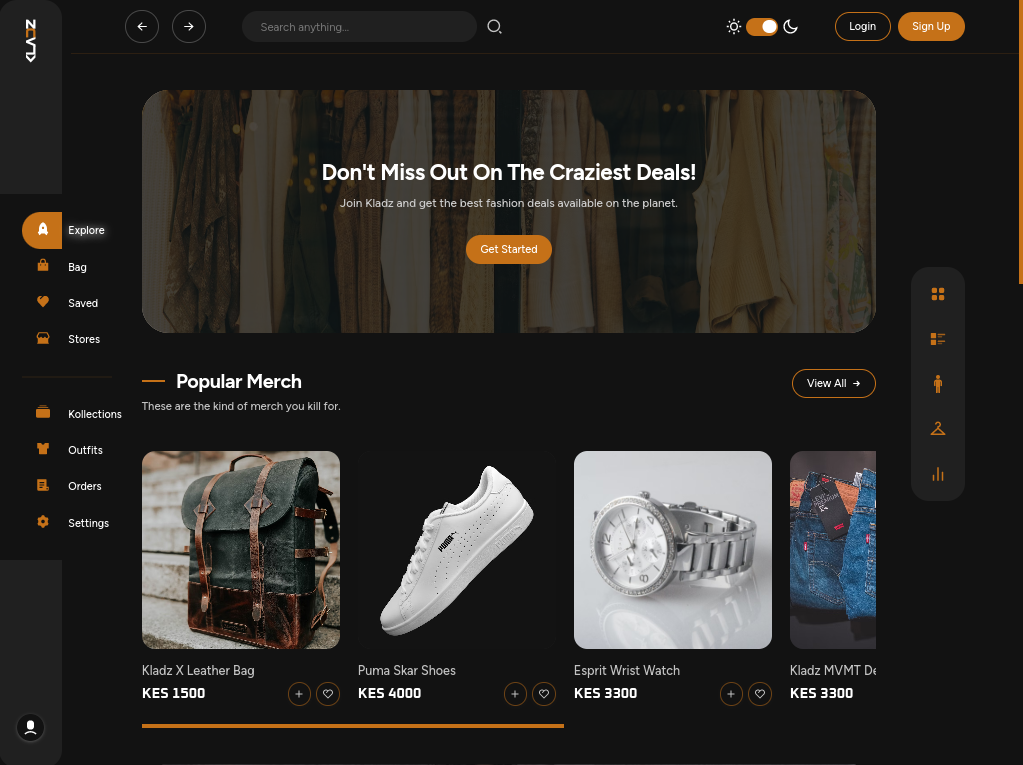 Search anything...
Login
Sign Up
Don't Miss Out On The Craziest Deals!
Join Kladz and get the best fashion deals available on the planet.
Get Started
Explore
Bag
Saved
Stores
Kollections
Outfits
Orders
Settings
Popular Merch
View All
These are the kind of merch you kill for.
PUMA
Kladz X Leather Bag
KES 1500
Puma Skar Shoes
KES 4000
Esprit Wrist Watch
KES 3300
Kladz MVMT De
KES 3300